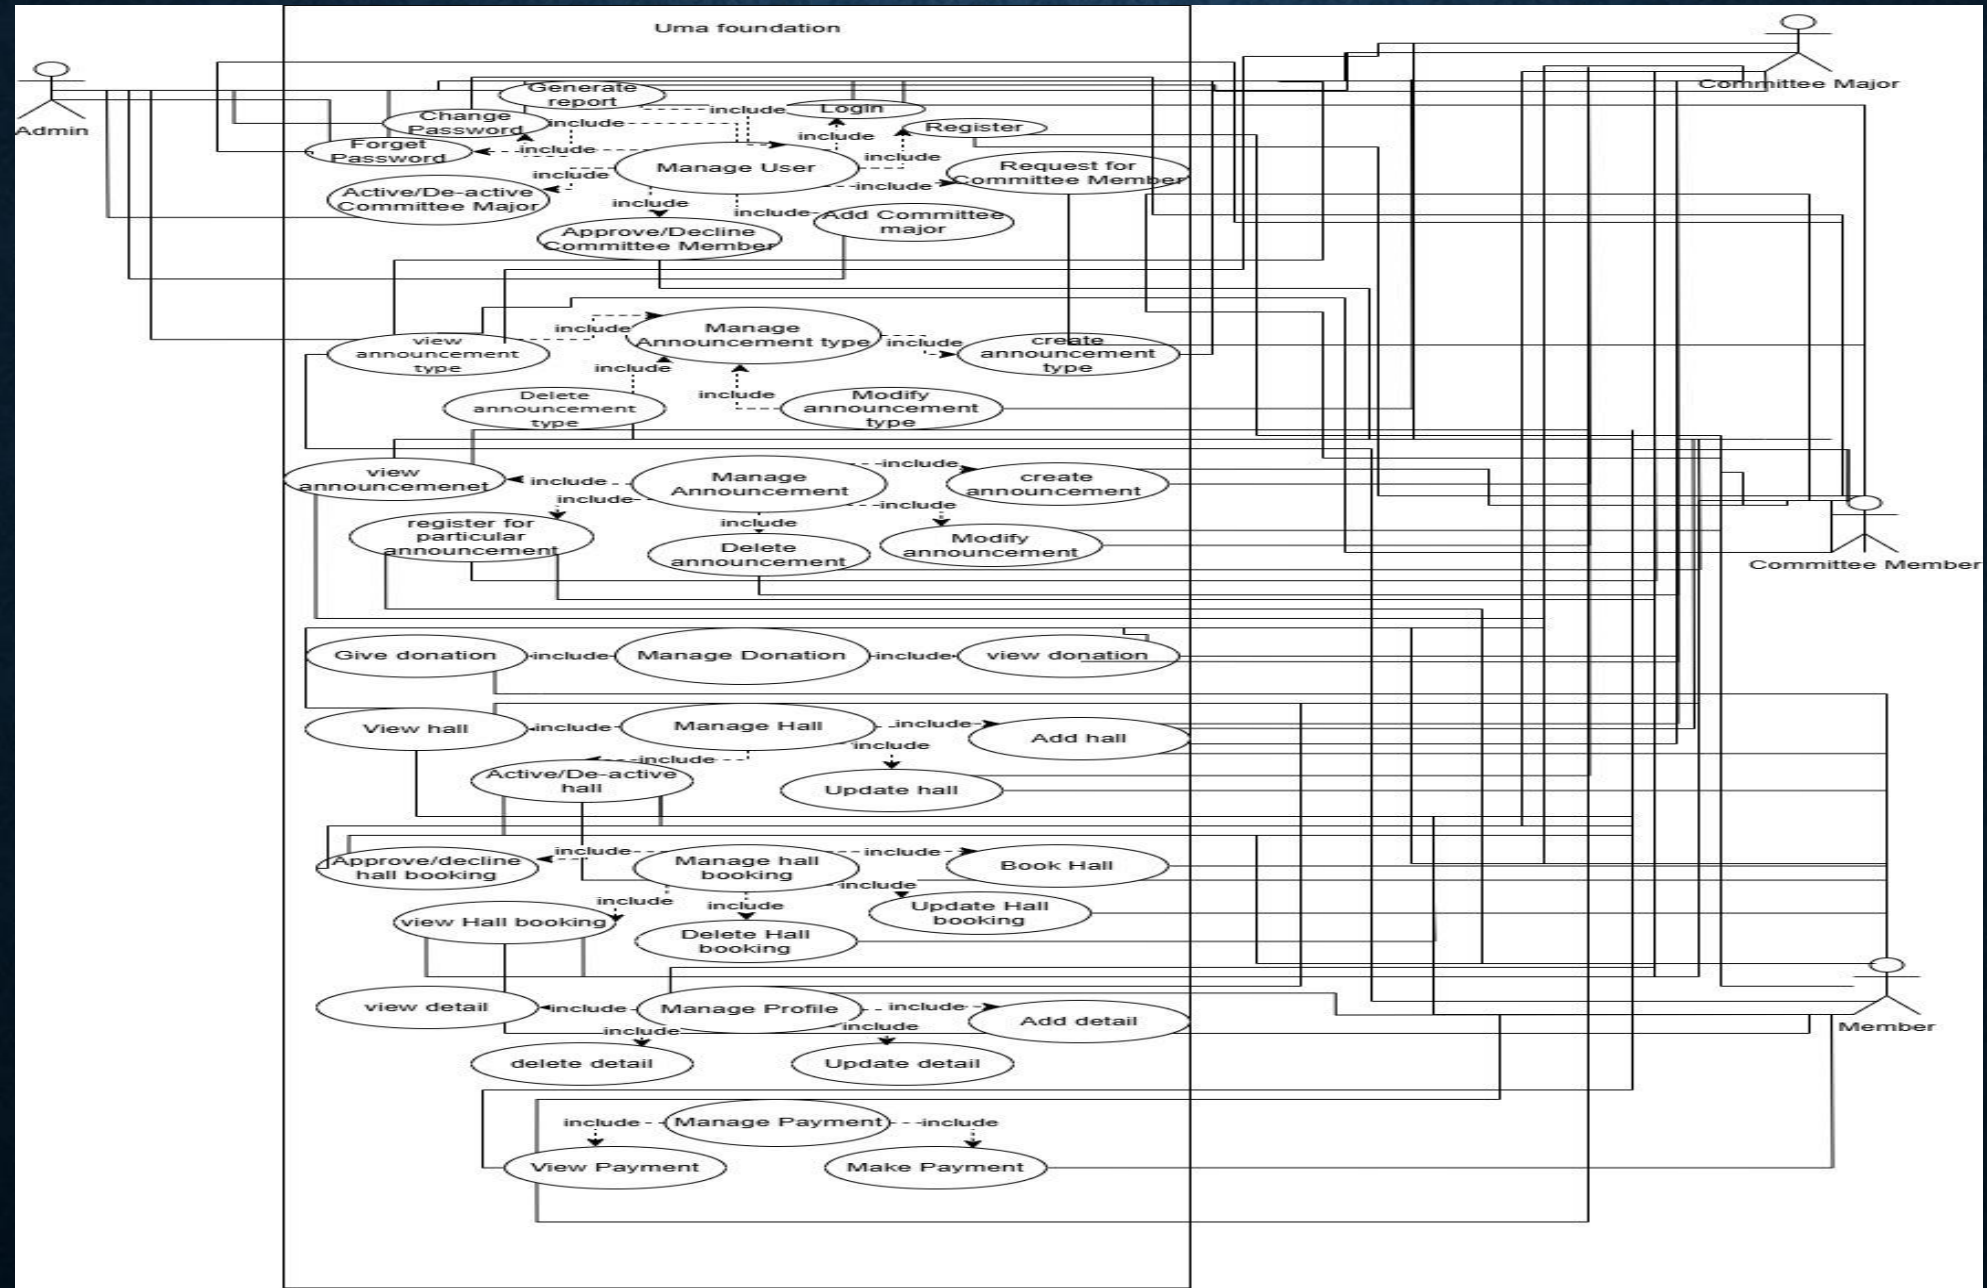 Uma foundation
Committee Major
Admin
Generate
report
include
Login
Change
Password
include
include
Register
Forget
Password
include
include
Manage User
Request for
Committee Member
include
include
Active/De-active
Committee Major
include
include
Add Committee
major
Approve/Decline
Committee Member
include
Manage
Announcement type
include
view
announcement
type
create
announcement
type
include
include
Delete
announcement
type
Modify
announcement
type
view
announcemenet
include
Manage
Announcement
include
create
announcement
include
include
register for
particular
announcement
include
Delete
announcement
Modify
announcement
Committee Member
Give donation
include
Manage Donation
include
view donation
View hall
include
Manage Hall
include
Add hall
include
include
Active/De-active
hall
Update hall
Approve/decline
hall booking
include
Manage hall
booking
include
Book Hall
include
include
include
Update Hall
booking
view Hall booking
Delete Hall
booking
view detail
include
Manage Profile
include
Add detail
include
include
Member
delete detail
Update detail
include
Manage Payment
include
View Payment
Make Payment